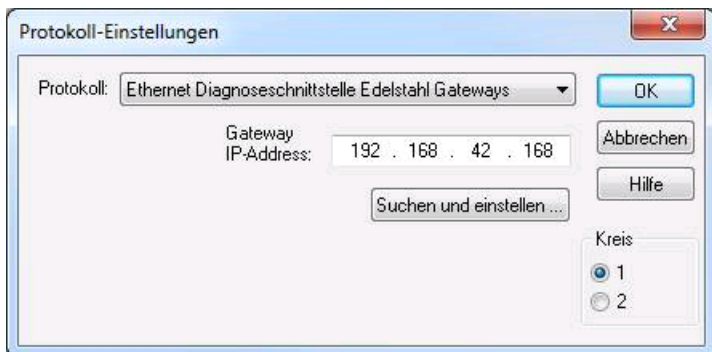 Protokoll-Einstellungen
Protokoll: Ethernet Diagnoseschnittstelle Edelstahl Gateways
OK
Gateway
IP-Address: 192 . 168 . 42 . 168
Abbrechen
Suchen und einstellen ...
Hilfe
Kreis
1
2